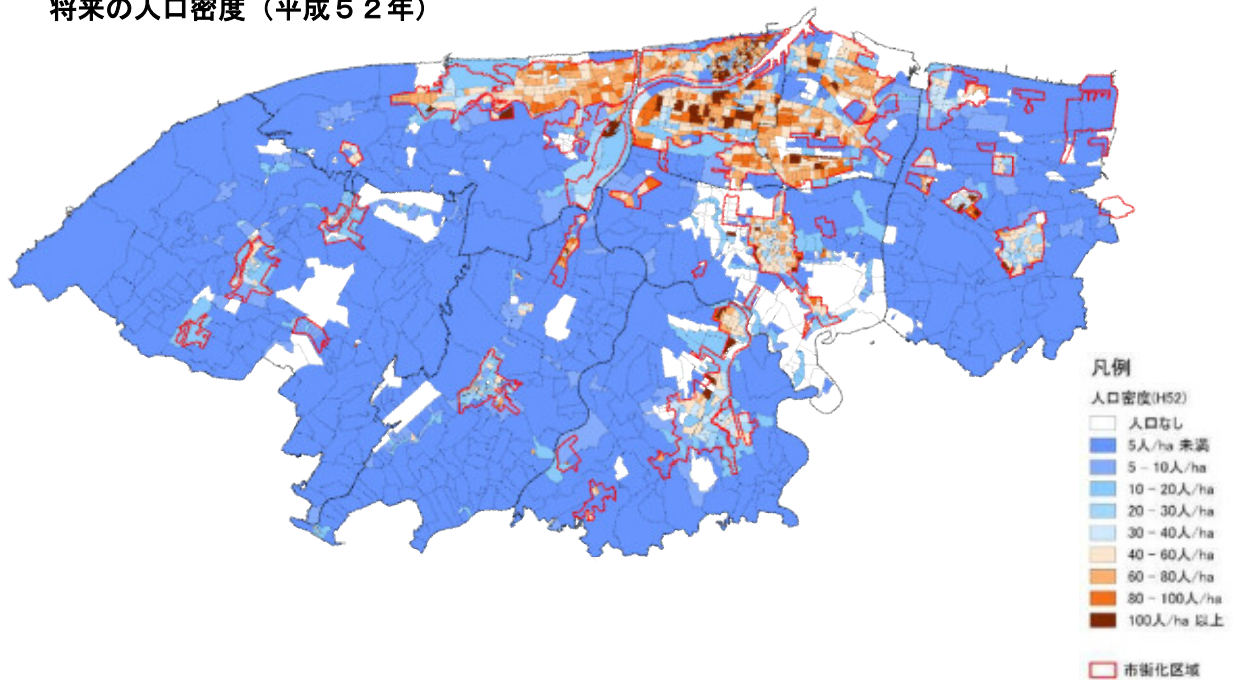 将来の人口密度（平成５２年）
凡例
人口密度(H52)
人口なし
5人/ha 未満
5 - 10人/ha
10 - 20人/ha
20 - 30人/ha
30 - 40人/ha
40 - 60人/ha
60 - 80人/ha
80 - 100人/ha
100人/ha 以上
市街化区域